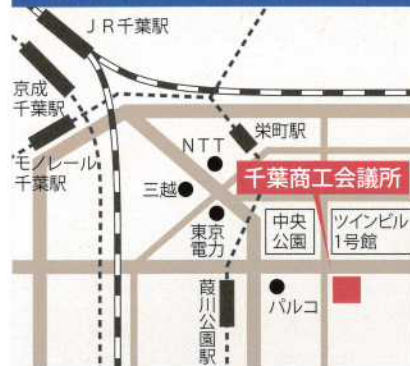 ＪＲ千葉駅
京成
千葉駅
モノレール
千葉駅
栄町駅
ＮＴＴ
三越
東京
電力
千葉商工会議所
中央
公園
ツインビル
1号館
葭川公園駅
パルコ